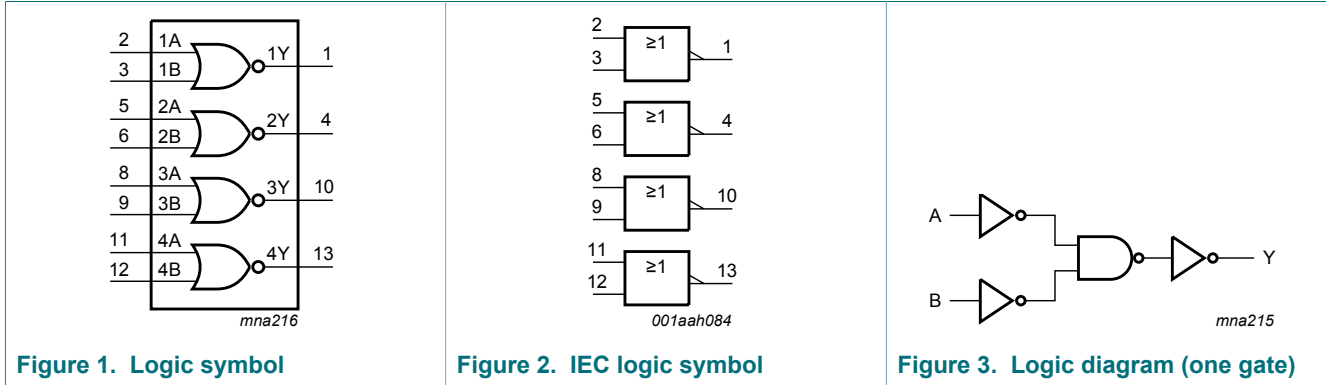 2 1A 1Y 1
3 1B
5 2A 2Y 4
6 2B
8 3A 3Y 10
9 3B
11 4A 4Y 13
12 4B
mna216
Figure 1. Logic symbol
2 ≥1 1
3
5 ≥1 4
6
8 ≥1 10
9
11 ≥1 13
12
001aah084
Figure 2. IEC logic symbol
A
Y
B
mna215
Figure 3. Logic diagram (one gate)